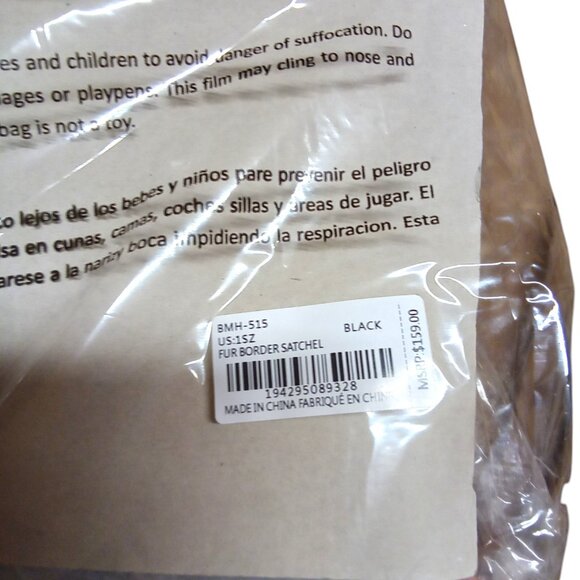 es and children to avoid danger of suffocation. Do
ages or playpens. This film may cling to nose and
bag is not a toy.
o lejos de los bebes y niños pare prevenir el peligro
sa en cunas, camas, coches sillas y areas de jugar. El
arese a la nariz y boca impidiendo la respiracion. Esta
BMH-515
US:1SZ BLACK
FUR BORDER SATCHEL
194295089328
MADE IN CHINA FABRIQUÉ EN CHINE
MSRP:$159.00